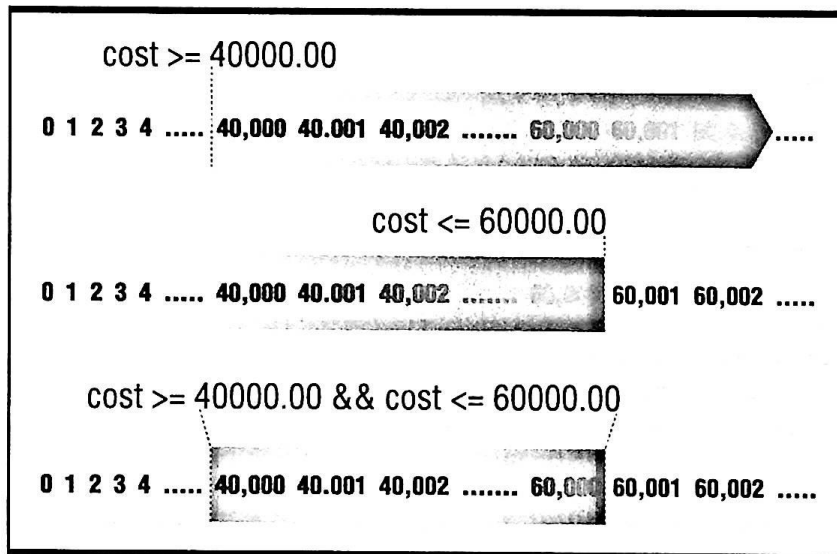 cost >= 40000.00
0 1 2 3 4 ..... 40,000 40.001 40,002 ....... 60,000 60,001 .....
cost <= 60000.00
0 1 2 3 4 ..... 40,000 40.001 40,002 ....... 60,001 60,002 .....
cost >= 40000.00 && cost <= 60000.00
0 1 2 3 4 ..... 40,000 40.001 40,002 ....... 60,000 60,001 60,002 .....